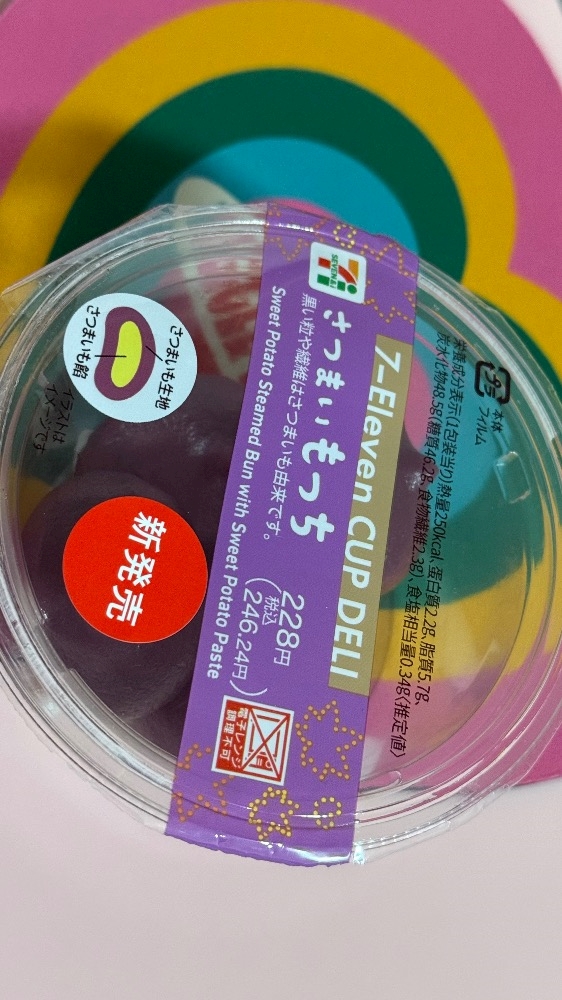 7-Eleven CUP DELI
SEVEN&i
さつまいもっち
黒い粒や繊維はさつまいも由来です。
Sweet Potato Steamed Bun with Sweet Potato Paste
228円
税込
(246.24円)
電子レンジ
調理不可
プラ
本体
フィルム
栄養成分表示(1包装当り)熱量250kcal、蛋白質2.2g、脂質5.7g、
炭水化物48.5g(糖質46.2g、食物繊維2.3g)、食塩相当量0.34g(推定値)
さつまいも生地
さつまいも餡
イラストは
イメージです
新発売